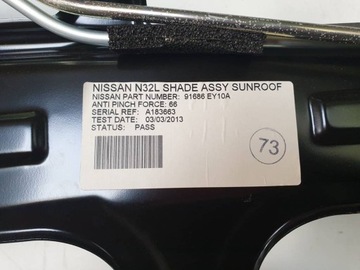 NISSAN N32L SHADE ASSY SUNROOF
NISSAN PART NUMBER: 91686 EY10A
ANTI PINCH FORCE: 66
SERIAL REF: A183663
TEST DATE: 03/03/2013
STATUS: PASS
73